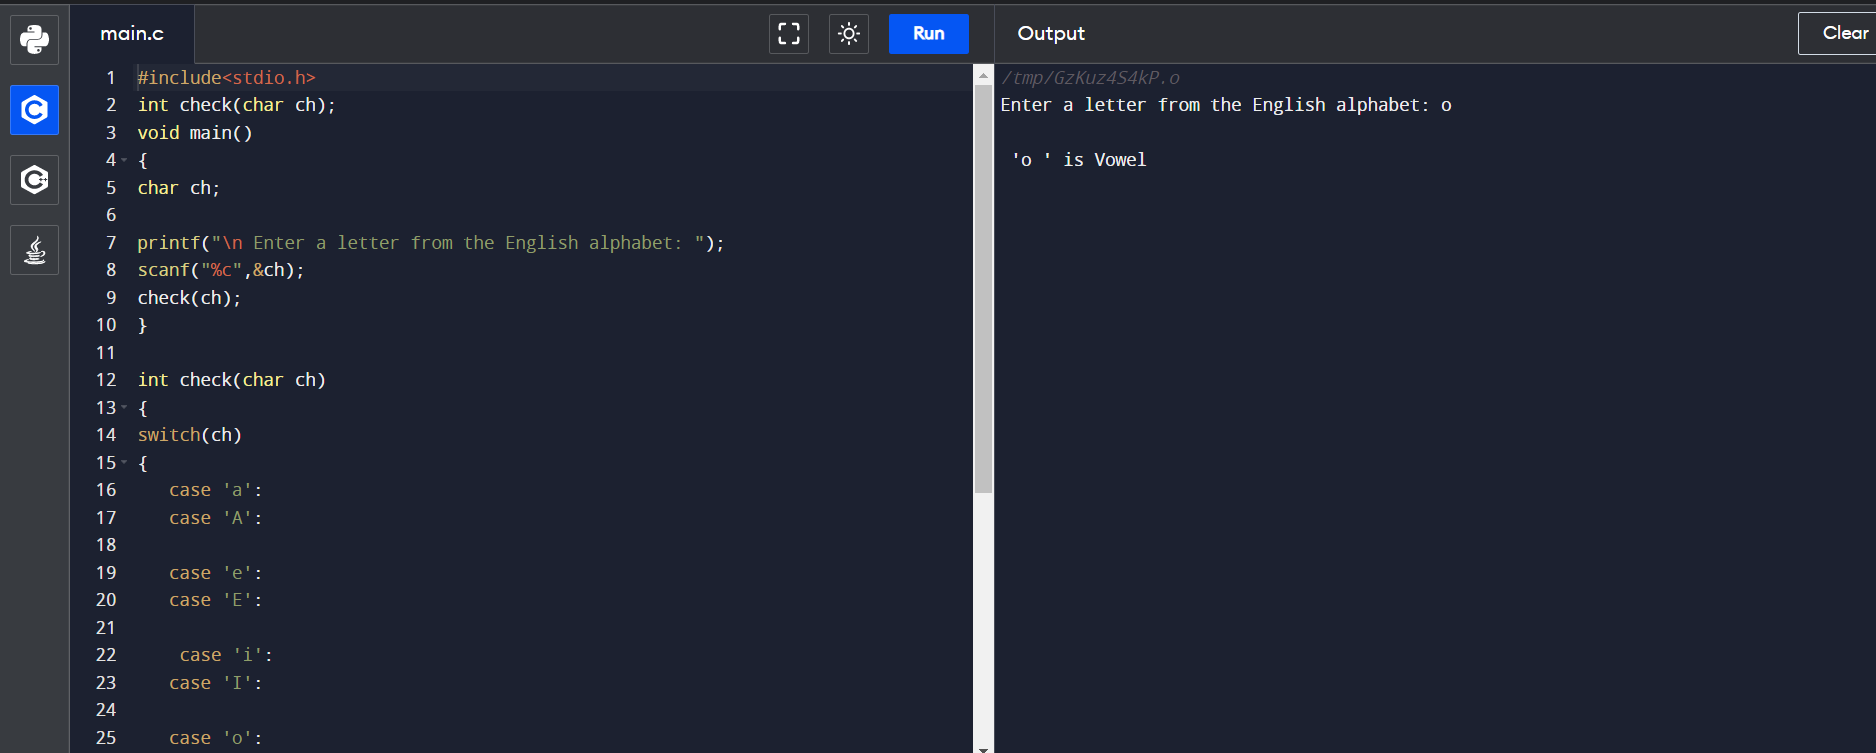 main.c
Run
Output
Clear
1 #include<stdio.h>
2 int check(char ch);
3 void main()
4 {
5 char ch;
6
7 printf("\n Enter a letter from the English alphabet: ");
8 scanf("%c",&ch);
9 check(ch);
10 }
11
12 int check(char ch)
13 {
14 switch(ch)
15 {
16    case 'a':
17    case 'A':
18
19    case 'e':
20    case 'E':
21
22     case 'i':
23    case 'I':
24
25    case 'o':
/tmp/GzKuz4S4kP.o
Enter a letter from the English alphabet: o
 'o ' is Vowel